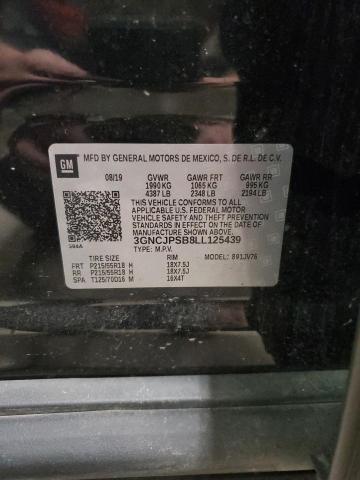 GM
MFD BY GENERAL MOTORS DE MEXICO, S. DE R.L. DE C.V.
08/19 GVWR GAWR FRT GAWR RR
1990 KG 1065 KG 995 KG
4387 LB 2348 LB 2194 LB
THIS VEHICLE CONFORMS TO ALL
APPLICABLE U.S. FEDERAL MOTOR
VEHICLE SAFETY AND THEFT PREVENTION
STANDARDS IN EFFECT ON THE DATE OF
MANUFACTURE SHOWN ABOVE.
3GNCJPSB8LL125439
TYPE: M.P.V.
TIRE SIZE RIM MODEL: 891JV76
FRT P215/55R18 H 18X7.5J
RR P215/55R18 H 18X7.5J
SPA T125/70D16 M 16X4T